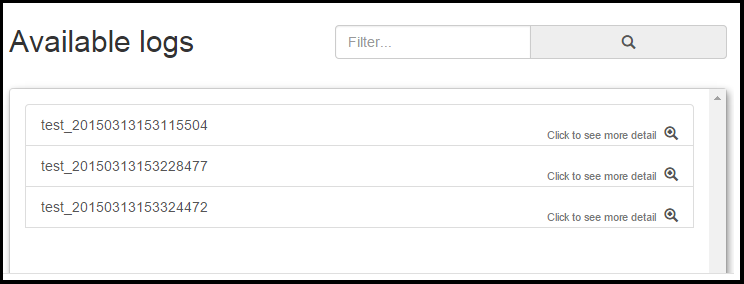 Available logs
Filter...
test_20150313153115504
Click to see more detail
test_20150313153228477
Click to see more detail
test_20150313153324472
Click to see more detail